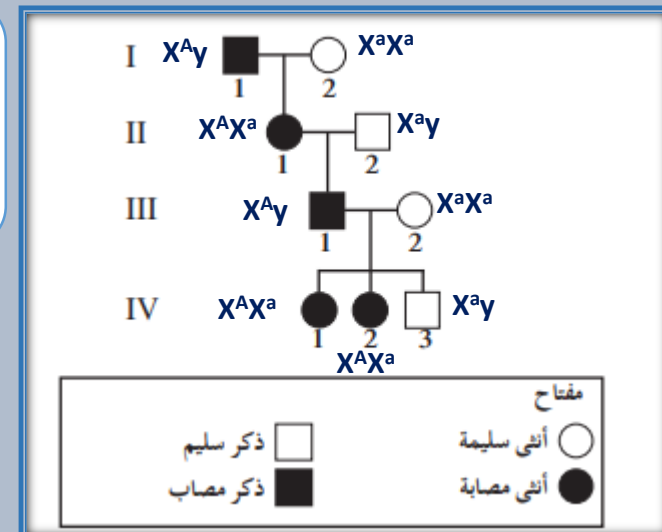 I XᴬY XᵃXᵃ
1 2
II XᴬXᵃ Xᵃy
1 2
III Xᴬy XᵃXᵃ
1 2
IV XᴬXᵃ Xᵃy
1 2 3
XᴬXᵃ
مفتاح
أنثى سليمة ذكر سليم
أنثى مصابة ذكر مصاب